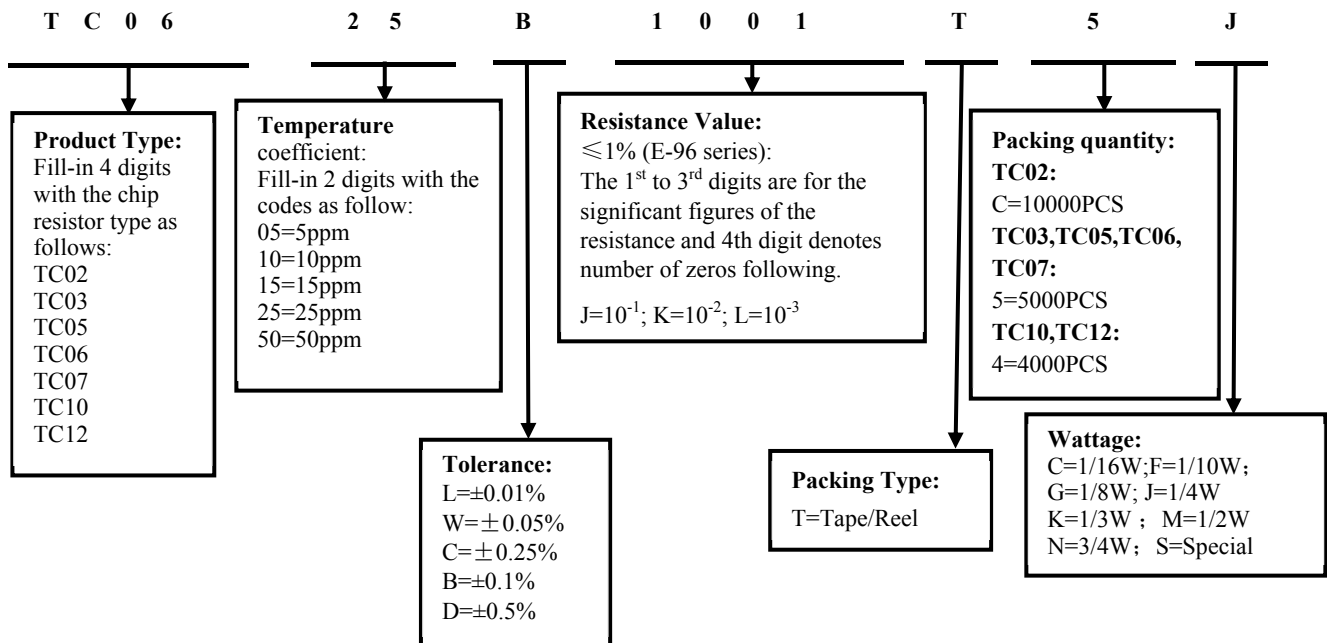 T C 0 6 2 5 B 1 0 0 1 T 5 J
Product Type:
Fill-in 4 digits
with the chip
resistor type as
follows:
TC02
TC03
TC05
TC06
TC07
TC10
TC12
Temperature
coefficient:
Fill-in 2 digits with the
codes as follow:
05=5ppm
10=10ppm
15=15ppm
25=25ppm
50=50ppm
Resistance Value:
≤1% (E-96 series):
The 1st to 3rd digits are for the
significant figures of the
resistance and 4th digit denotes
number of zeros following.
J=10-1; K=10-2; L=10-3
Packing quantity:
TC02:
C=10000PCS
TC03,TC05,TC06,
TC07:
5=5000PCS
TC10,TC12:
4=4000PCS
Tolerance:
L=±0.01%
W=±0.05%
C=±0.25%
B=±0.1%
D=±0.5%
Packing Type:
T=Tape/Reel
Wattage:
C=1/16W;F=1/10W；
G=1/8W; J=1/4W
K=1/3W ； M=1/2W
N=3/4W； S=Special